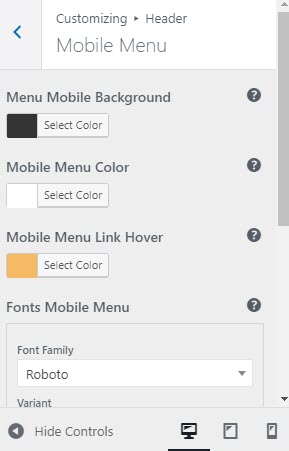 Customizing ▸ Header
Mobile Menu
Menu Mobile Background
Select Color
Mobile Menu Color
Select Color
Mobile Menu Link Hover
Select Color
Fonts Mobile Menu
Font Family
Roboto
Variant
Hide Controls